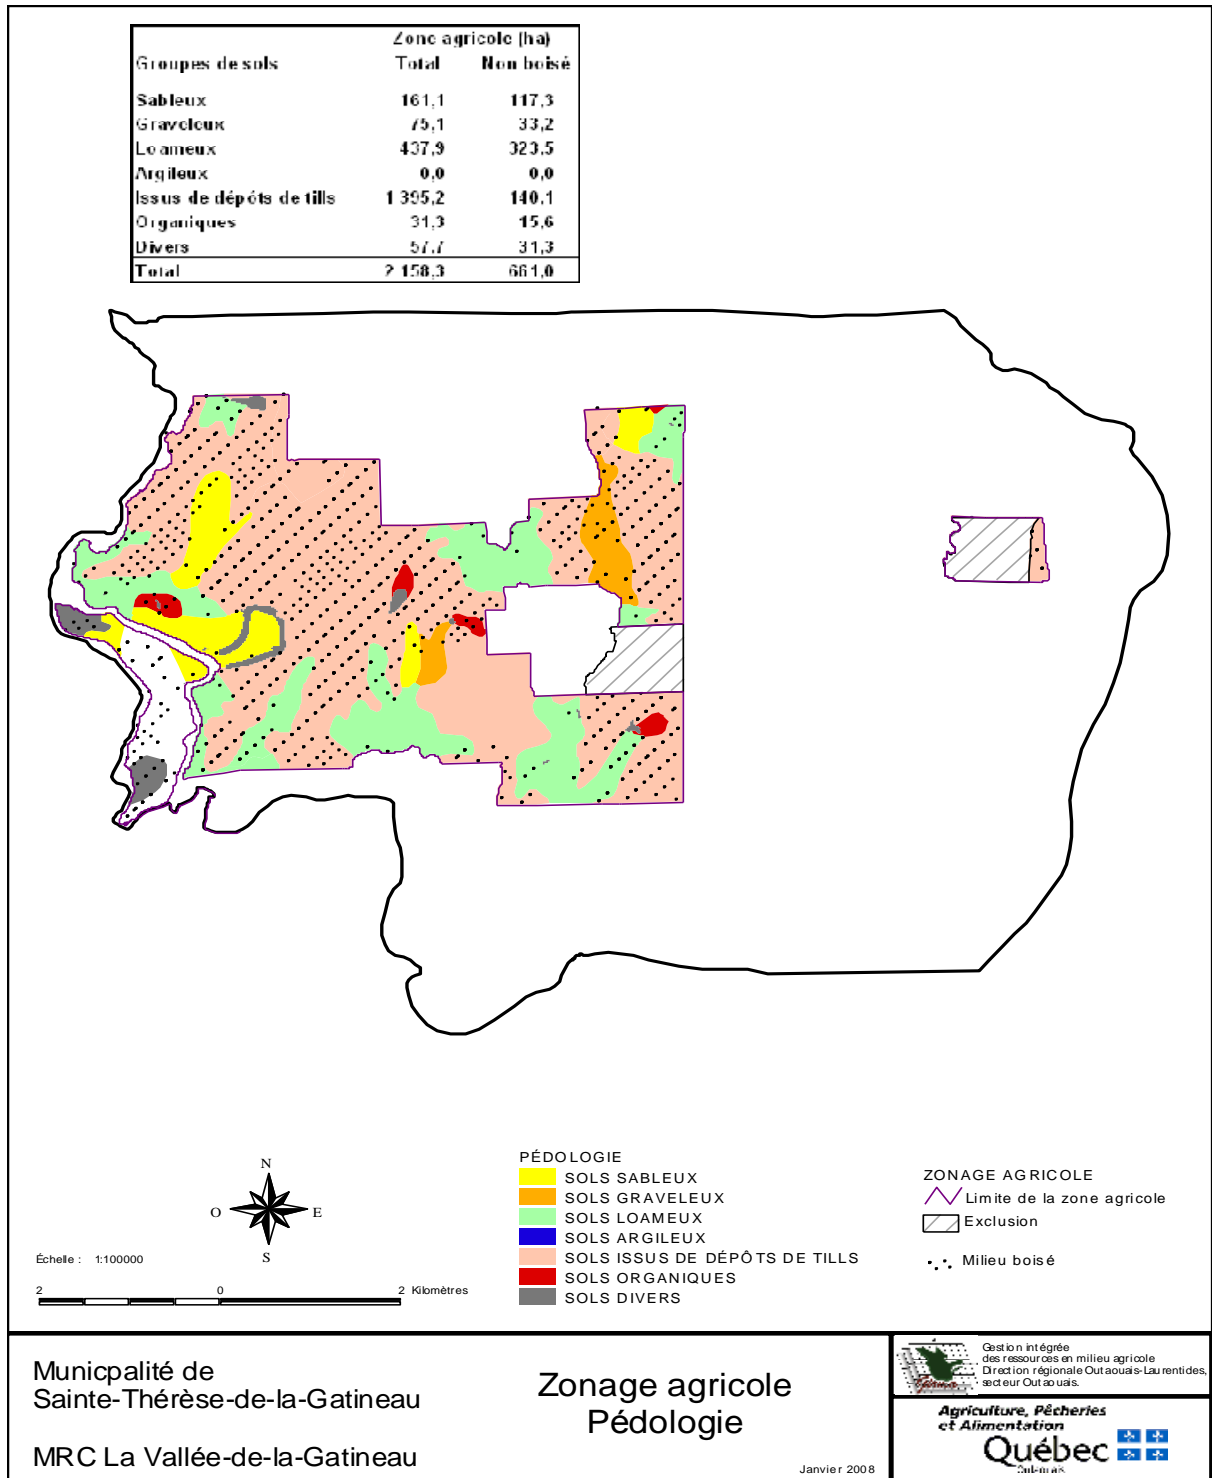 Zone agricole (ha)
Groupes de sols Total Non boisé
Sableux 161,1 117,3
Graveleux 75,1 33,2
Loameux 437,9 323,5
Argileux 0,0 0,0
Issus de dépôts de tills 1 395,2 140,1
Organiques 31,3 15,6
Divers 57,7 31,3
Total 2 158,3 661,0
N
O E
S
Échelle : 1:100000
2 0 2 Kilomètres
PÉDOLOGIE
SOLS SABLEUX
SOLS GRAVELEUX
SOLS LOAMEUX
SOLS ARGILEUX
SOLS ISSUS DE DÉPÔTS DE TILLS
SOLS ORGANIQUES
SOLS DIVERS
ZONAGE AGRICOLE
Limite de la zone agricole
Exclusion
Milieu boisé
Municpalité de
Sainte-Thérèse-de-la-Gatineau
MRC La Vallée-de-la-Gatineau
Zonage agricole
Pédologie
Janvier 2008
Gestion intégrée
des ressources en milieu agricole
Direction régionale Outaouais-Laurentides,
secteur Outaouais.
Agriculture, Pêcheries
et Alimentation
Québec
Outaouais